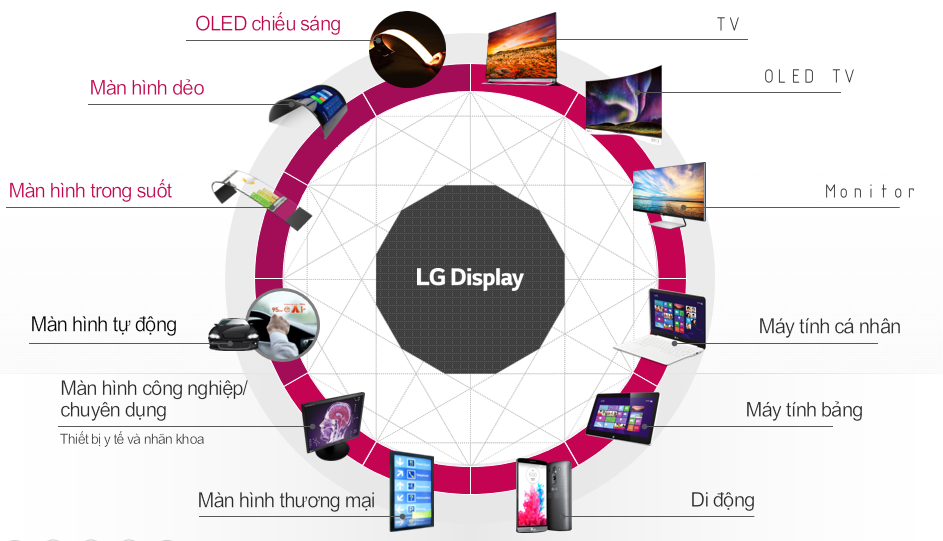 OLED chiếu sáng
TV
Màn hình dẻo
OLED TV
Màn hình trong suốt
Monitor
LG Display
Màn hình tự động
Máy tính cá nhân
Màn hình công nghiệp/
chuyên dụng
Thiết bị y tế và nhãn khoa
Máy tính bảng
Màn hình thương mại
Di động